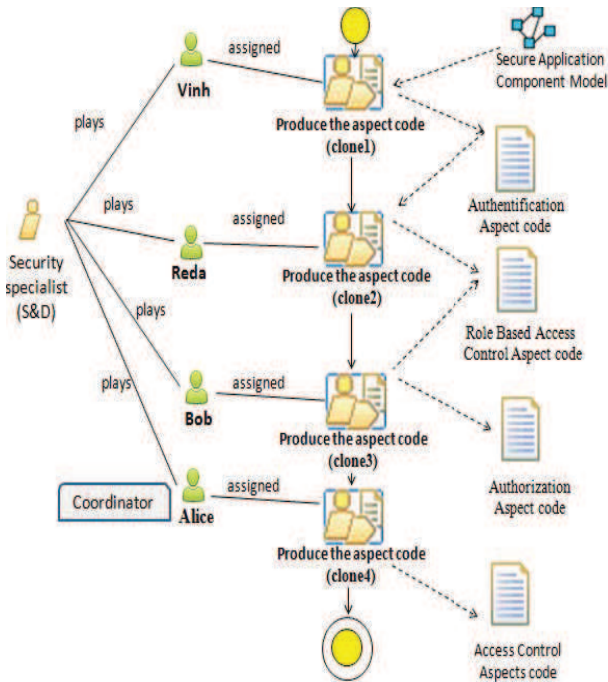 assigned
Vinh
Secure Application
Component Model
Produce the aspect code
(clone1)
plays
Authentification
Aspect code
plays
assigned
Security
specialist
(S&D)
Reda
Produce the aspect code
(clone2)
plays
Role Based Access
Control Aspect code
plays
assigned
Bob
Produce the aspect code
(clone3)
Coordinator
assigned
Alice
Authorization
Aspect code
Produce the aspect code
(clone4)
Access Control
Aspects code